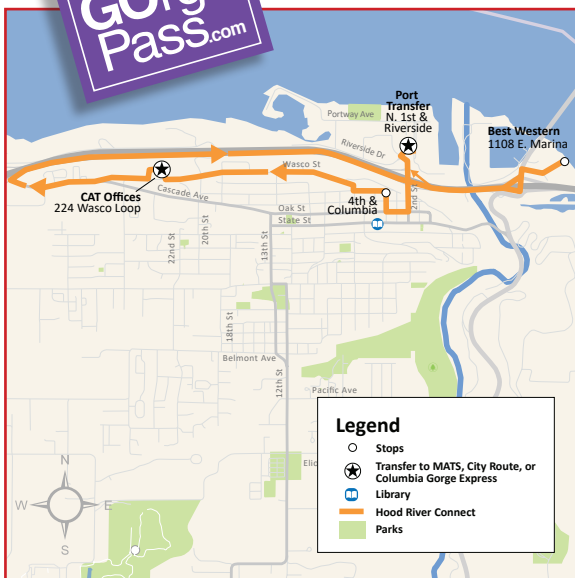 GOrg
Pass.com
Port
Transfer
N. 1st &
Riverside
Portway Ave
Riverside Dr
Best Western
1108 E. Marina
Wasco St
CAT Offices
224 Wasco Loop
Cascade Ave
4th &
Columbia
2nd St
Oak St
State St
22nd St
20th St
13th St
18th St
Belmont Ave
12th St
Pacific Ave
N
W
E
S
Legend
Stops
Transfer to MATS, City Route, or
Columbia Gorge Express
Library
Hood River Connect
Parks